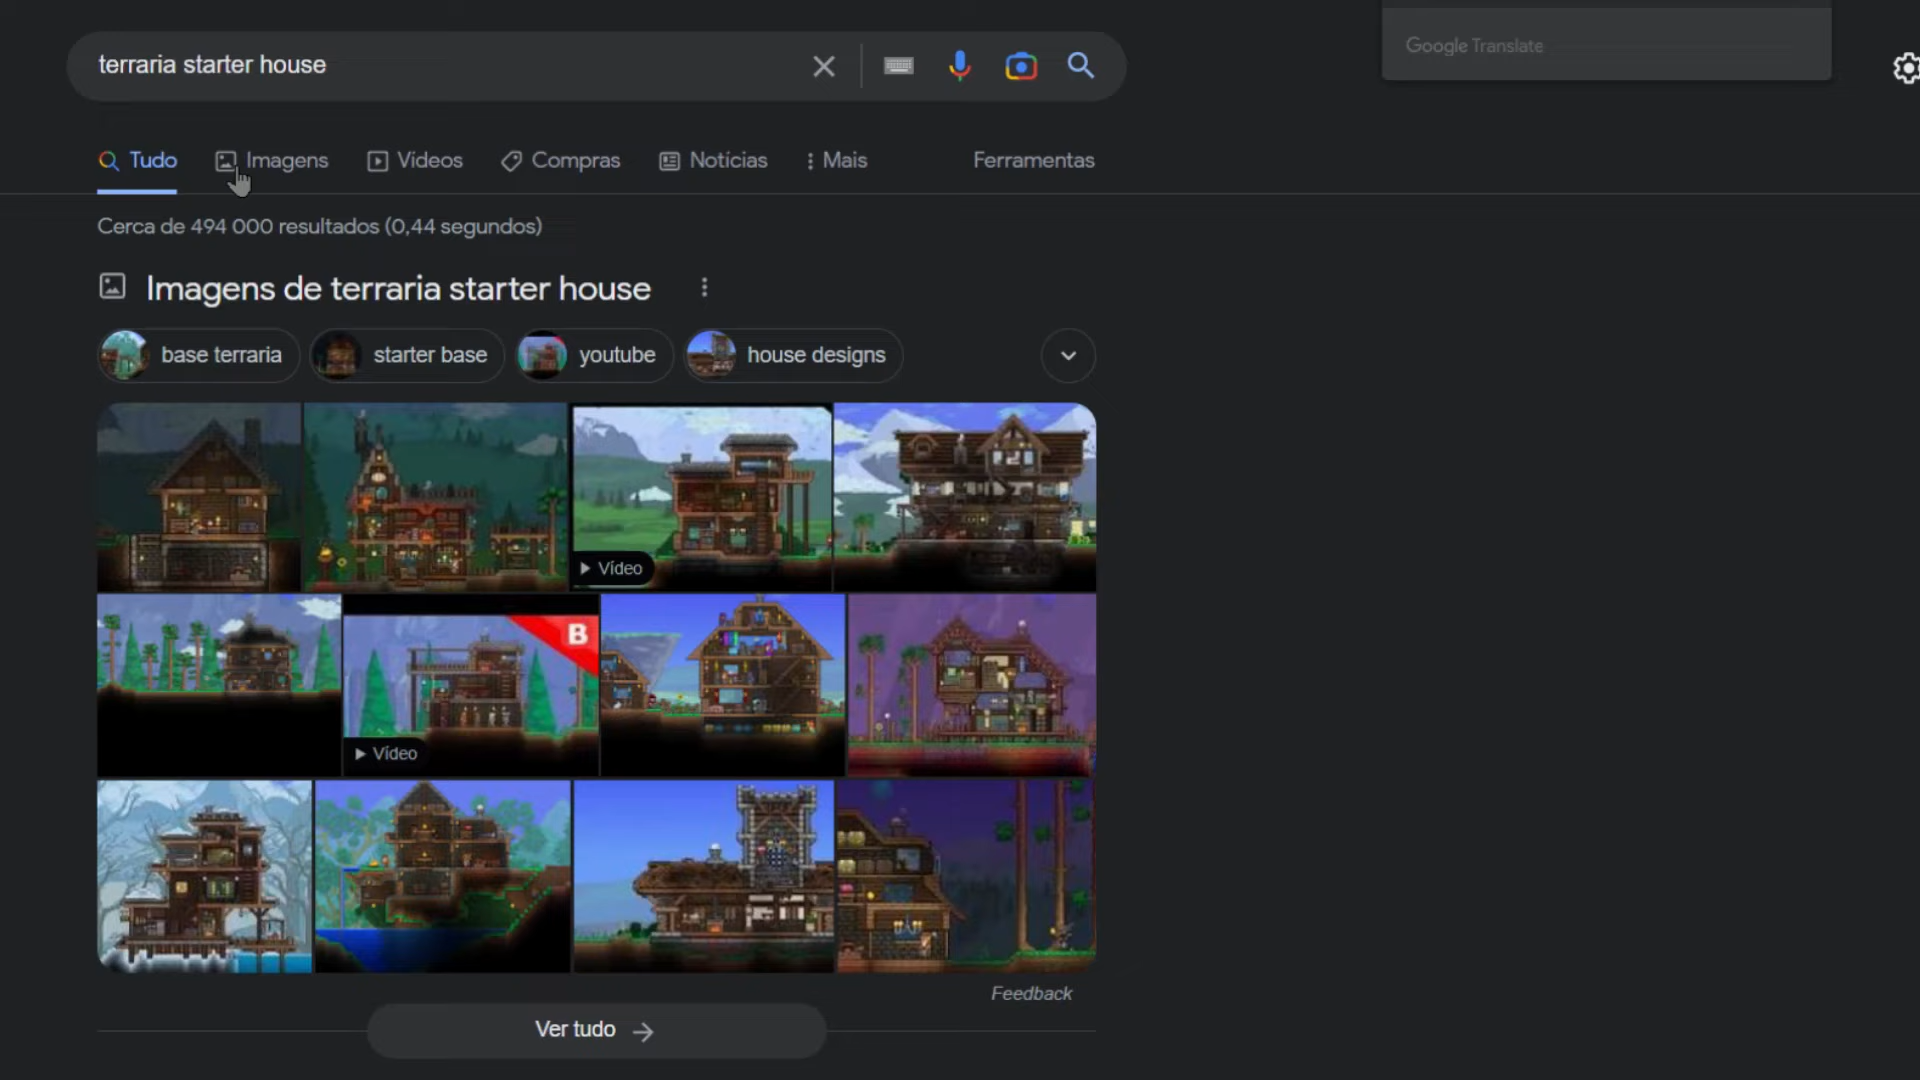 terraria starter house
Google Translate
Tudo Imagens Vídeos Compras Notícias Mais Ferramentas
Cerca de 494 000 resultados (0,44 segundos)
Imagens de terraria starter house
base terraria starter base youtube house designs
Vídeo
B
Vídeo
Feedback
Ver tudo